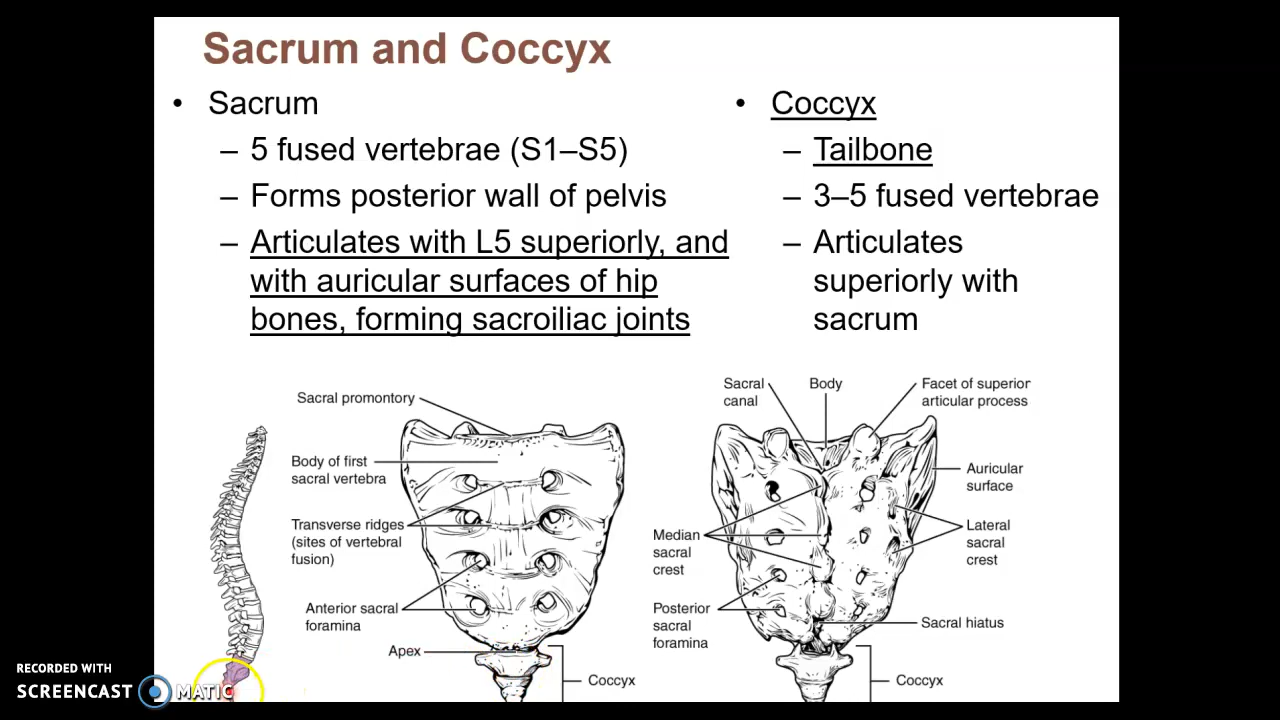 Sacrum and Coccyx
• Sacrum
– 5 fused vertebrae (S1–S5)
– Forms posterior wall of pelvis
– Articulates with L5 superiorly, and
with auricular surfaces of hip
bones, forming sacroiliac joints
• Coccyx
– Tailbone
– 3–5 fused vertebrae
– Articulates
superiorly with
sacrum
Sacral promontory
Body of first
sacral vertebra
Transverse ridges
(sites of vertebral
fusion)
Anterior sacral
foramina
Apex
Coccyx
Sacral
canal
Body
Facet of superior
articular process
Auricular
surface
Median
sacral
crest
Lateral
sacral
crest
Posterior
sacral
foramina
Sacral hiatus
Coccyx
RECORDED WITH
SCREENCAST MATIC